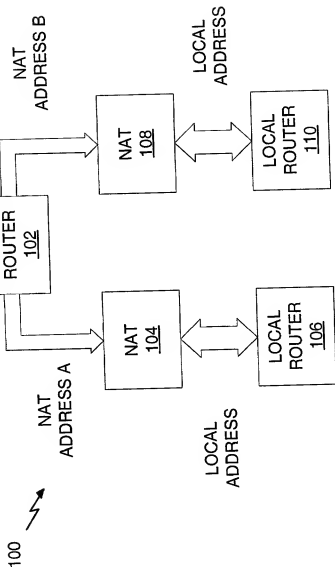 100
ROUTER
102
NAT
ADDRESS A
NAT
ADDRESS B
NAT
104
NAT
108
LOCAL
ADDRESS
LOCAL
ADDRESS
LOCAL
ROUTER
106
LOCAL
ROUTER
110